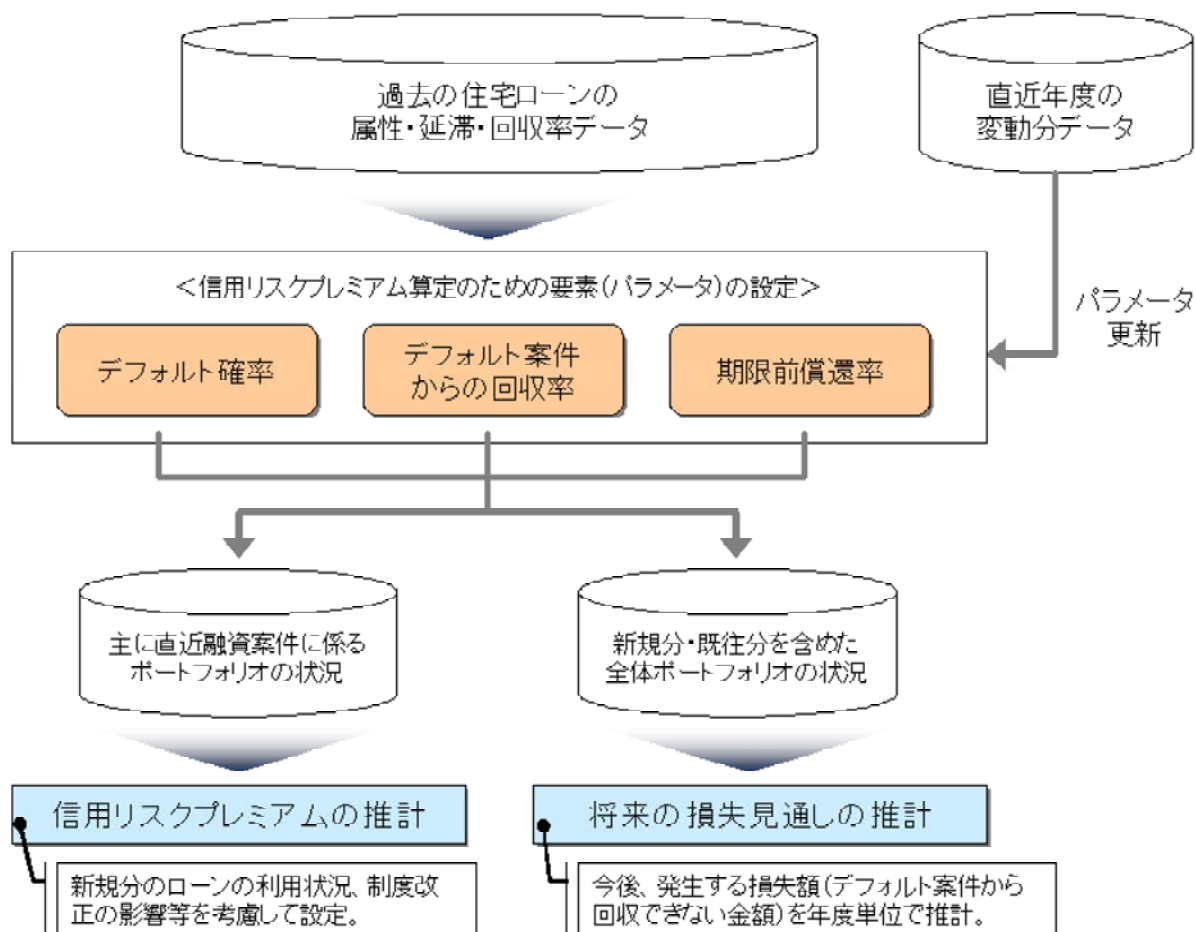 過去の住宅ローンの
属性・延滞・回収率データ
直近年度の
変動分データ
<信用リスクプレミアム算定のための要素(パラメータ)の設定>
パラメータ
更新
デフォルト確率
デフォルト案件
からの回収率
期限前償還率
主に直近融資案件に係る
ポートフォリオの状況
新規分・既往分を含めた
全体ポートフォリオの状況
信用リスクプレミアムの推計
将来の損失見通しの推計
新規分のローンの利用状況、制度改
正の影響等を考慮して設定。
今後、発生する損失額(デフォルト案件から
回収できない金額)を年度単位で推計。